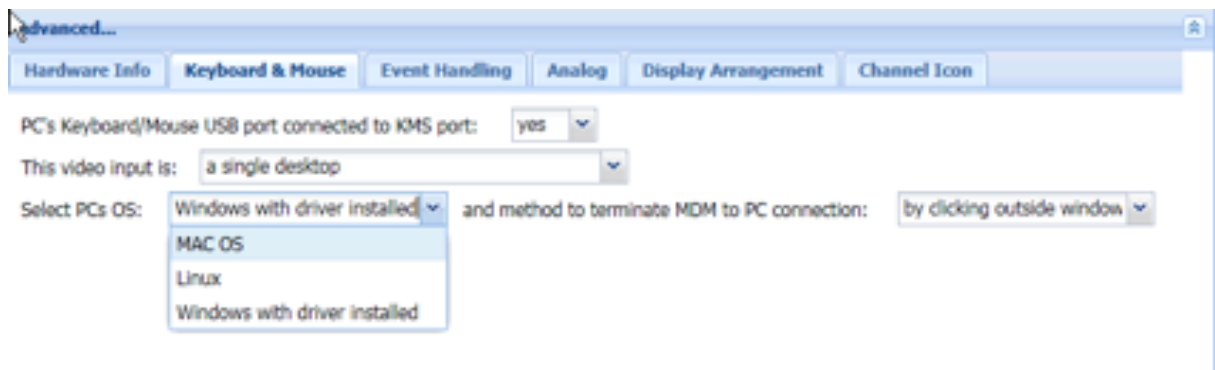 Advanced...
Hardware Info Keyboard & Mouse Event Handling Analog Display Arrangement Channel Icon
PC's Keyboard/Mouse USB port connected to KMS port: yes
This video input is: a single desktop
Select PCs OS: Windows with driver installed and method to terminate MDM to PC connection: by clicking outside window
MAC OS
Linux
Windows with driver installed